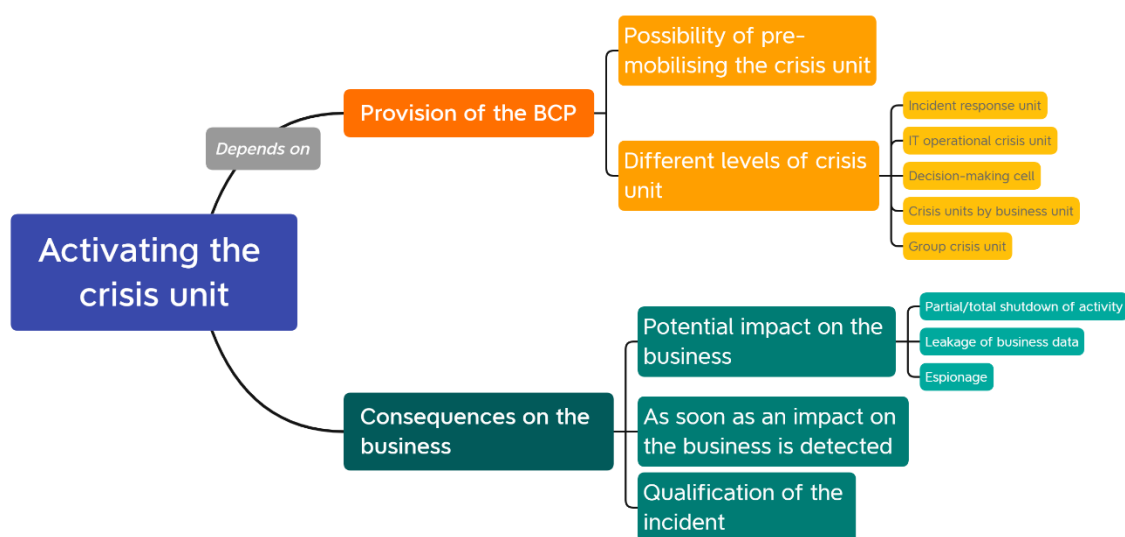 Possibility of pre-
mobilising the crisis unit
Provision of the BCP
Incident response unit
Depends on
IT operational crisis unit
Different levels of crisis
unit
Decision-making cell
Crisis units by business unit
Group crisis unit
Activating the
crisis unit
Potential impact on the
business
Partial/total shutdown of activity
Leakage of business data
Espionage
Consequences on the
business
As soon as an impact on
the business is detected
Qualification of the
incident